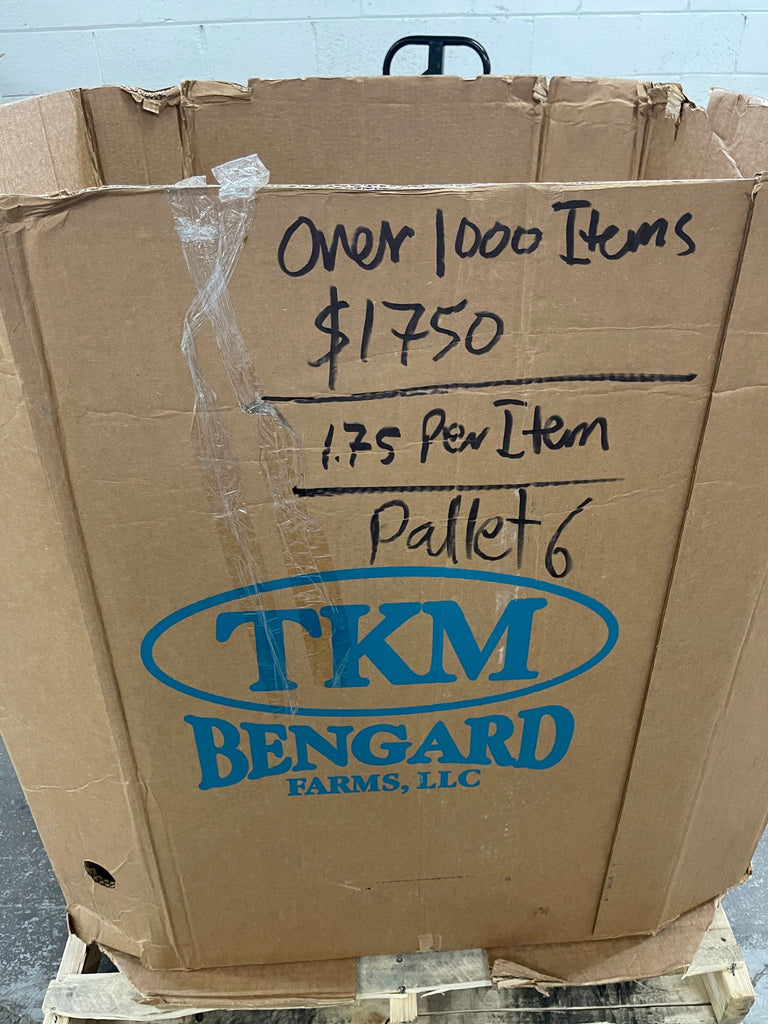 Over 1000 Items
$1750
1.75 Per Item
Pallet 6
TKM
BENGARD
FARMS, LLC